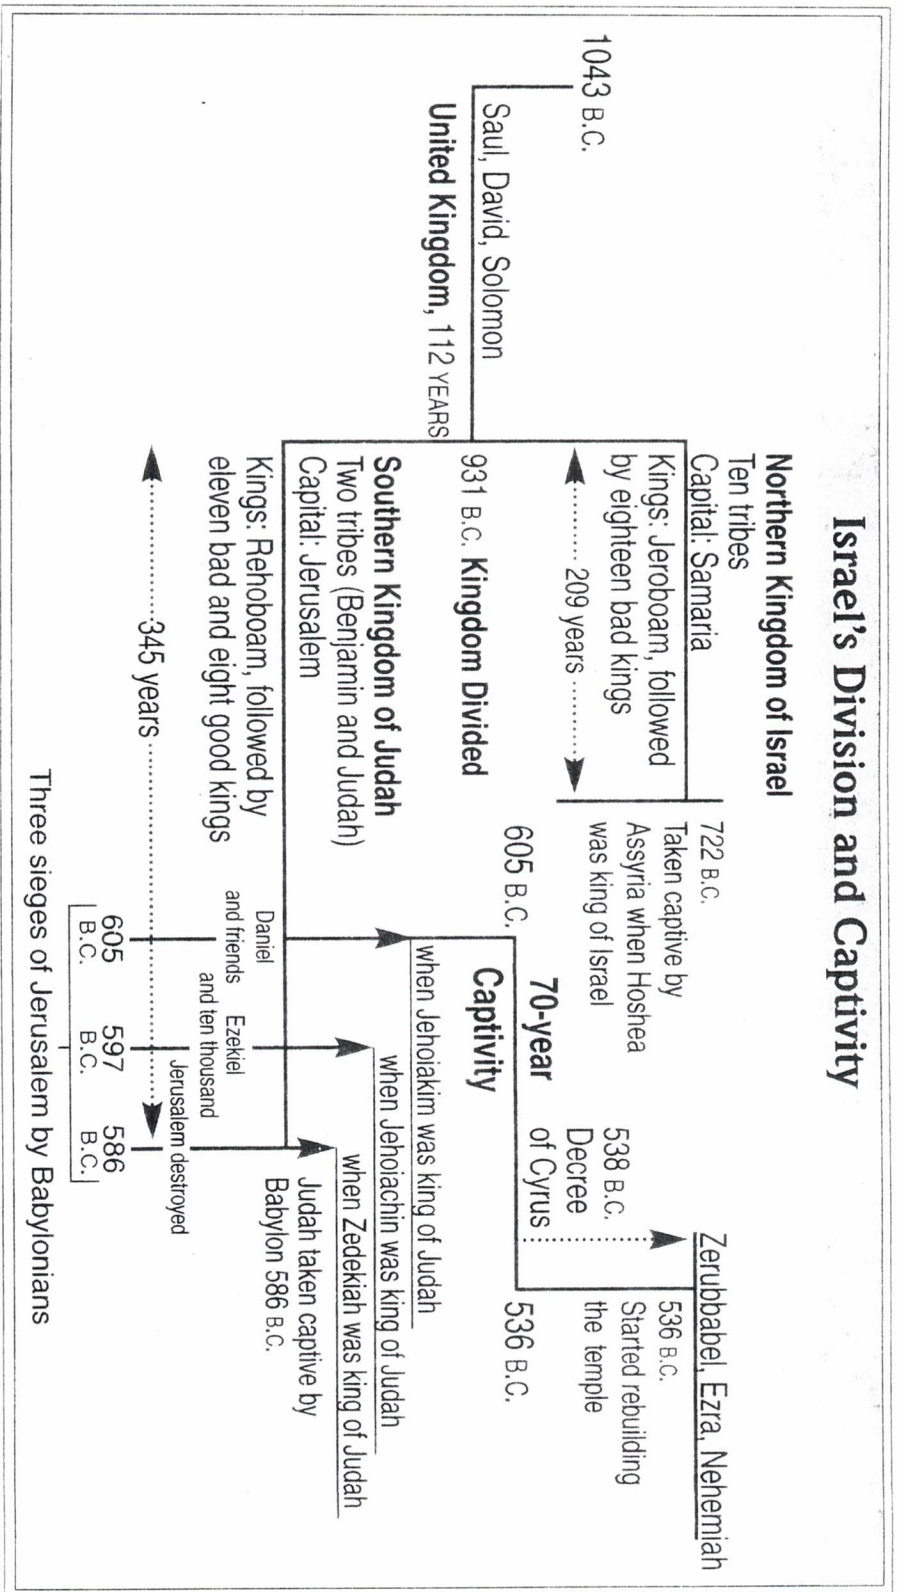 Israel's Division and Captivity
1043 B.C.
Saul, David, Solomon
United Kingdom, 112 YEARS
Northern Kingdom of Israel
Ten tribes
Capital: Samaria
Kings: Jeroboam, followed
by eighteen bad kings
209 years
722 B.C.
Taken captive by
Assyria when Hoshea
was king of Israel
931 B.C. Kingdom Divided
Southern Kingdom of Judah
Two tribes (Benjamin and Judah)
Capital: Jerusalem
Kings: Rehoboam, followed by
eleven bad and eight good kings
345 years
605 B.C.
70-year
Captivity
538 B.C.
Decree
of Cyrus
Zerubbabel, Ezra, Nehemiah
536 B.C.
Started rebuilding
the temple
536 B.C.
when Jehoiakim was king of Judah
when Jehoiachin was king of Judah
when Zedekiah was king of Judah
Judah taken captive by
Babylon 586 B.C.
Daniel
and friends
Ezekiel
and ten thousand
Jerusalem destroyed
605
B.C.
597
B.C.
586
B.C.
Three sieges of Jerusalem by Babylonians